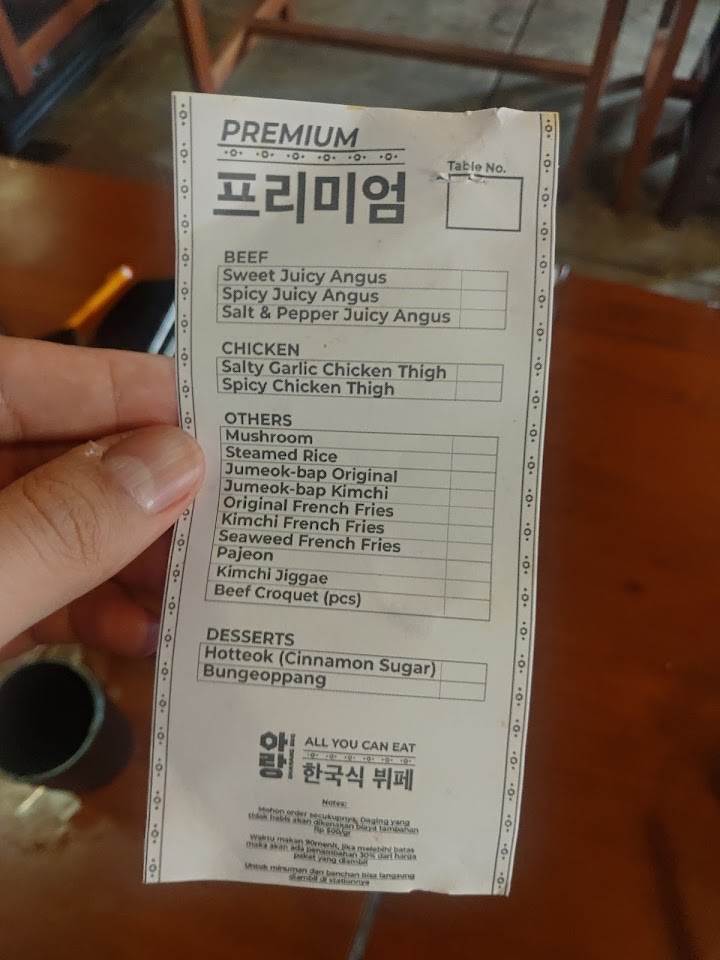 PREMIUM
프리미엄
Table No.
BEEF
Sweet Juicy Angus
Spicy Juicy Angus
Salt & Pepper Juicy Angus
CHICKEN
Salty Garlic Chicken Thigh
Spicy Chicken Thigh
OTHERS
Mushroom
Steamed Rice
Jumeok-bap Original
Jumeok-bap Kimchi
Original French Fries
Kimchi French Fries
Seaweed French Fries
Pajeon
Kimchi Jiggae
Beef Croquet (pcs)
DESSERTS
Hotteok (Cinnamon Sugar)
Bungeoppang
아랑
ALL YOU CAN EAT
한국식 뷔페
Notes:
Mohon order secukupnya, Daging yang
tidak habis akan dikenakan biaya tambahan
Rp 500/gr
Waktu makan 90menit, jika melebihi batas
maka akan ada penambahan 30% dari harga
paket yang diambil
Untuk minuman dan banchan bisa langsung
diambil di stationnya